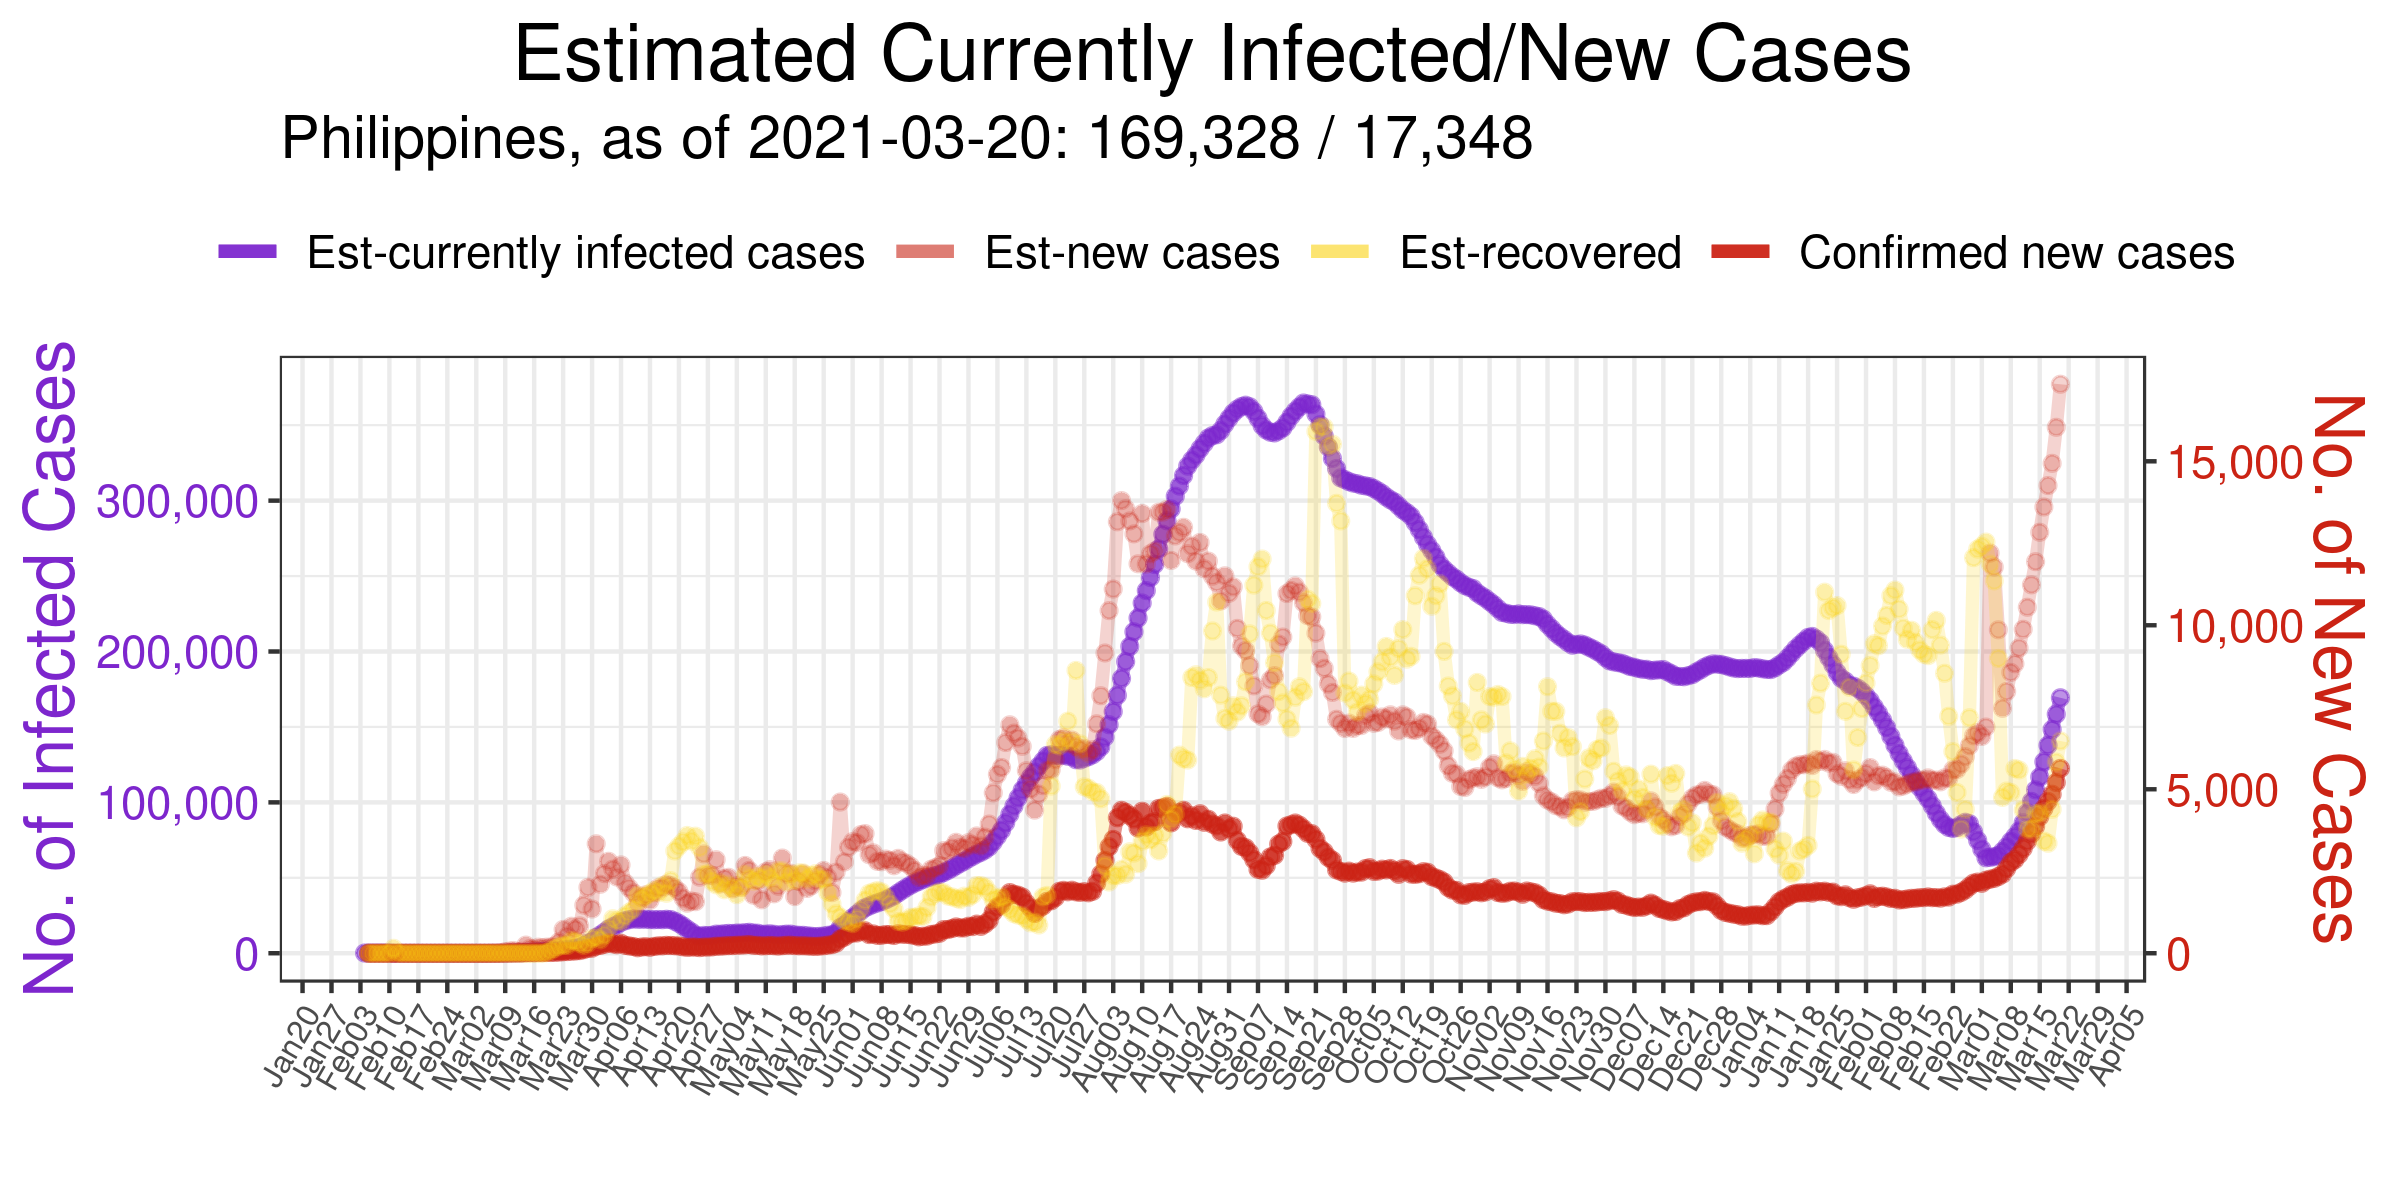 Estimated Currently Infected/New Cases
Philippines, as of 2021-03-20: 169,328 / 17,348
Est-currently infected cases Est-new cases Est-recovered Confirmed new cases
No. of Infected Cases
300,000
200,000
100,000
0
15,000
10,000
5,000
0
No. of New Cases
Jan20
Jan27
Feb03
Feb10
Feb17
Feb24
Mar02
Mar09
Mar16
Mar23
Mar30
Apr06
Apr13
Apr20
Apr27
May04
May11
May18
May25
Jun01
Jun08
Jun15
Jun22
Jun29
Jul06
Jul13
Jul20
Jul27
Aug03
Aug10
Aug17
Aug24
Aug31
Sep07
Sep14
Sep21
Sep28
Oct05
Oct12
Oct19
Oct26
Nov02
Nov09
Nov16
Nov23
Nov30
Dec07
Dec14
Dec21
Dec28
Jan04
Jan11
Jan18
Jan25
Feb01
Feb08
Feb15
Feb22
Mar01
Mar08
Mar15
Mar22
Mar29
Apr05